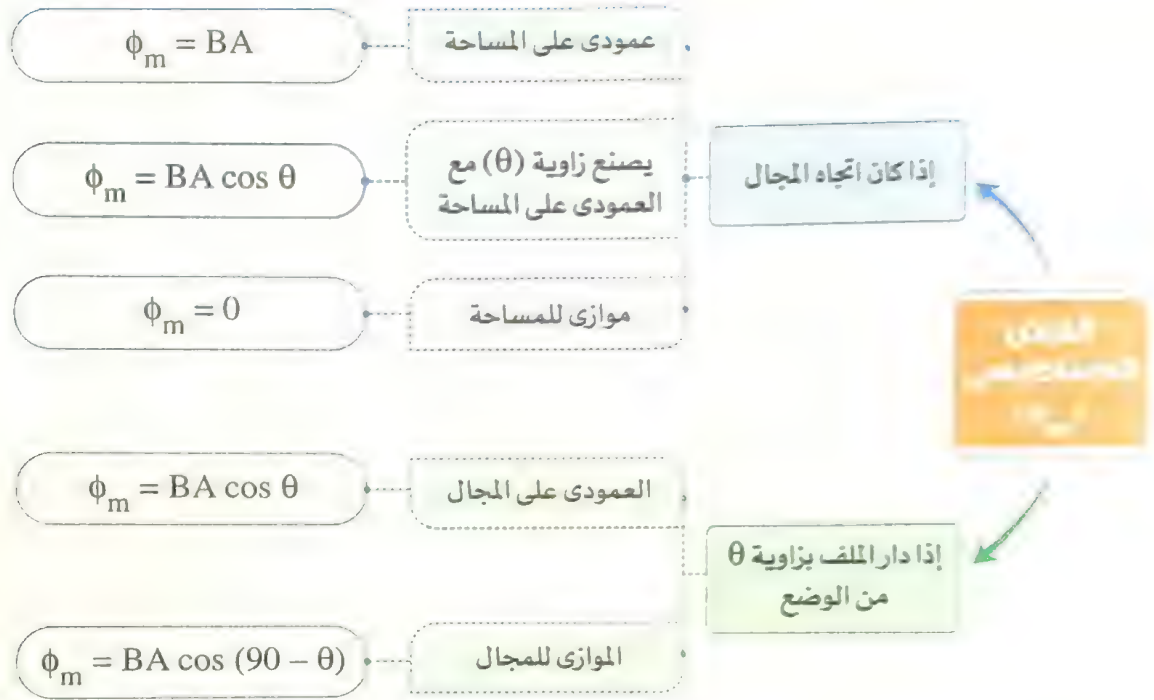 الفيض
المغناطيسى
إذا كان اتجاه المجال
عمودى على المساحة
ϕm = BA
يصنع زاوية (θ) مع
العمودى على المساحة
ϕm = BA cos θ
موازى للمساحة
ϕm = 0
إذا دار الملف بزاوية θ
من الوضع
العمودى على المجال
ϕm = BA cos θ
الموازى للمجال
ϕm = BA cos (90 – θ)